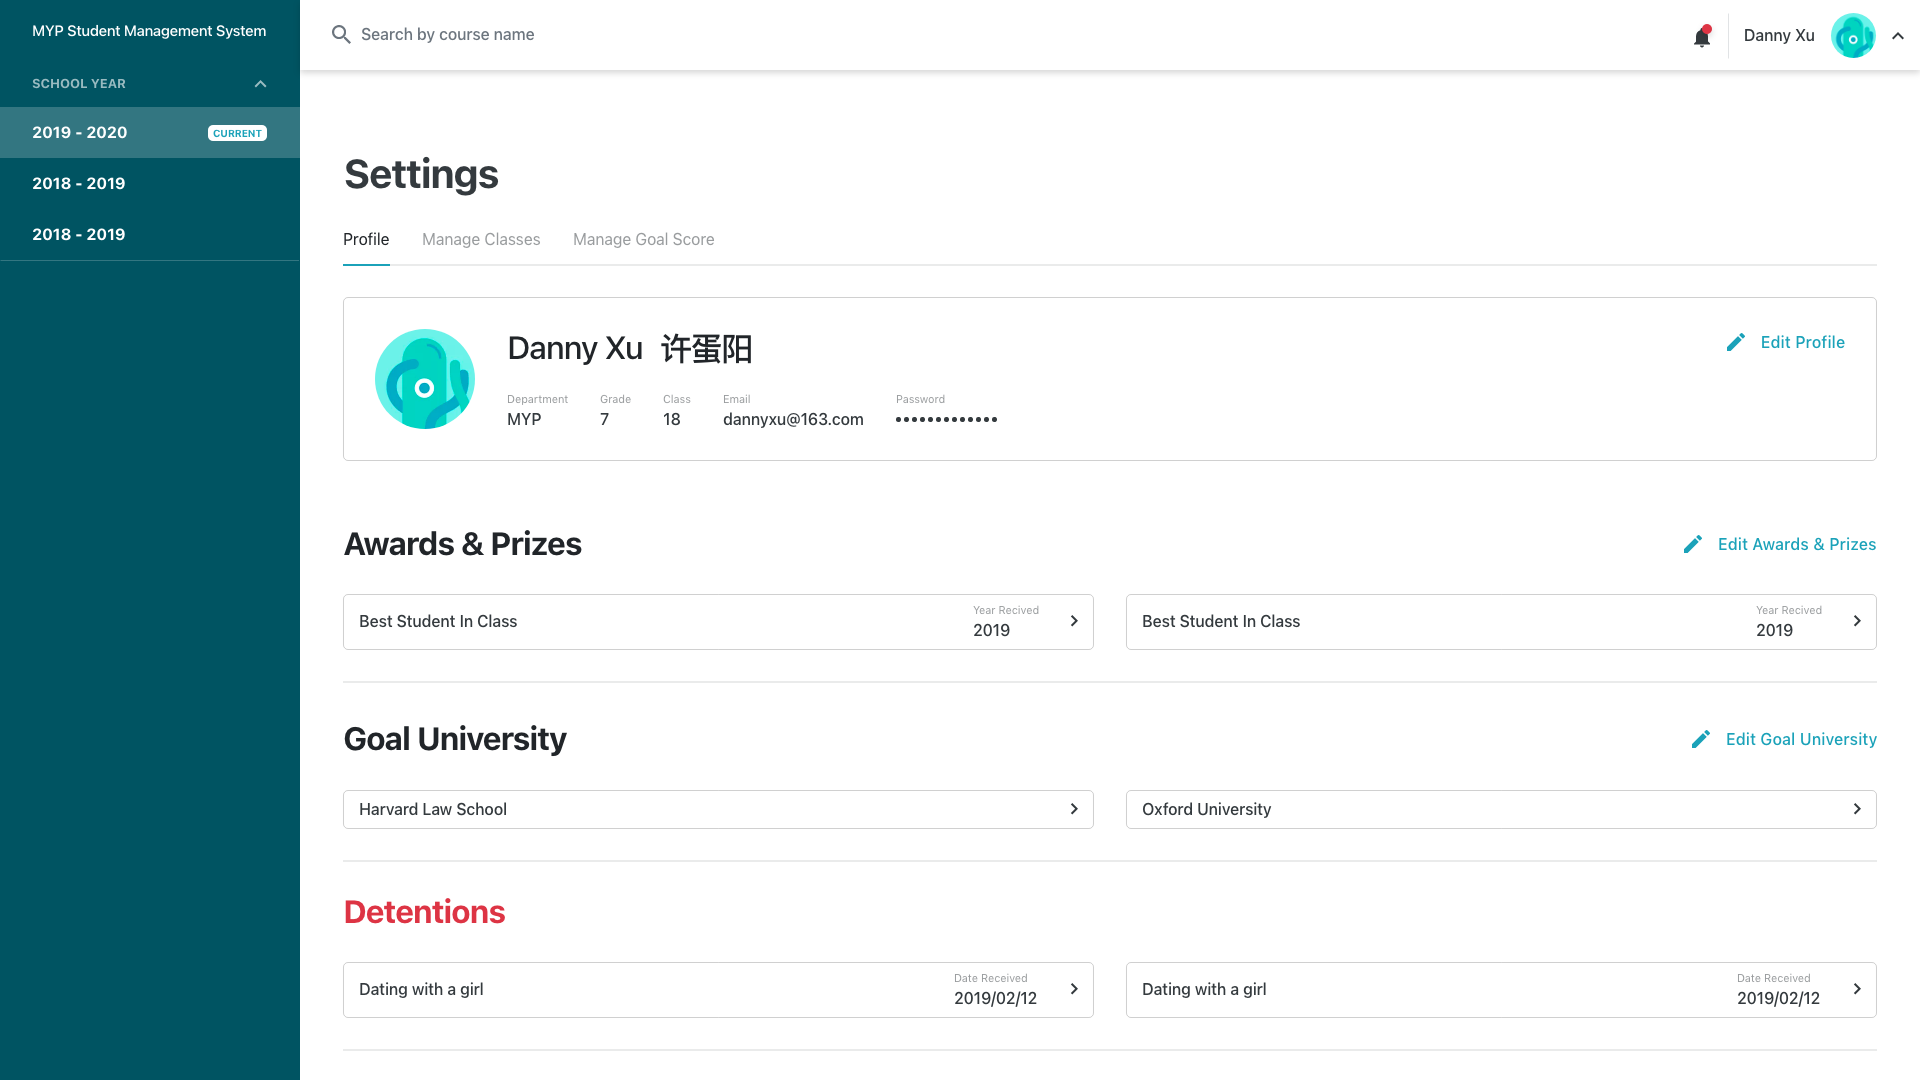 MYP Student Management System
SCHOOL YEAR
2019 - 2020 CURRENT
2018 - 2019
2018 - 2019
Search by course name
Danny Xu
Settings
Profile Manage Classes Manage Goal Score
Danny Xu 许蛋阳
Edit Profile
Department Grade Class Email Password
MYP 7 18 dannyxu@163.com •••••••••••••
Awards & Prizes
Edit Awards & Prizes
Best Student In Class
Year Recived
2019
Best Student In Class
Year Recived
2019
Goal University
Edit Goal University
Harvard Law School
Oxford University
Detentions
Dating with a girl
Date Received
2019/02/12
Dating with a girl
Date Received
2019/02/12